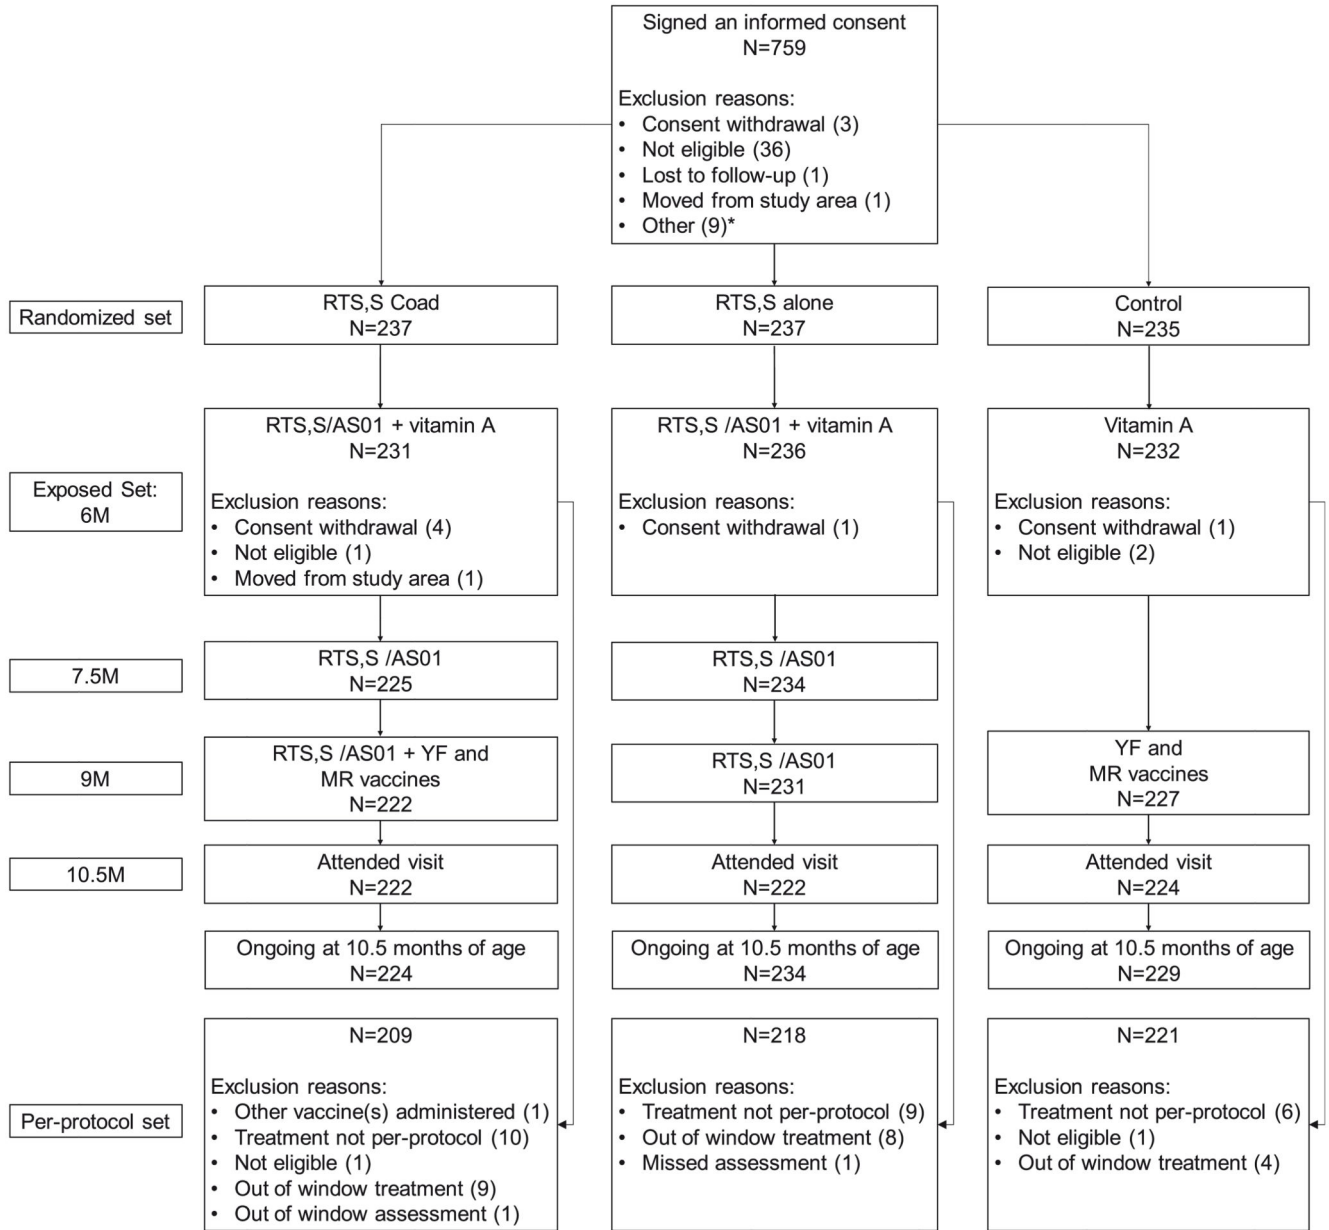 Signed an informed consent
N=759
Exclusion reasons:
• Consent withdrawal (3)
• Not eligible (36)
• Lost to follow-up (1)
• Moved from study area (1)
• Other (9)*
Randomized set
RTS,S Coad
N=237
RTS,S alone
N=237
Control
N=235
Exposed Set:
6M
RTS,S/AS01 + vitamin A
N=231
Exclusion reasons:
• Consent withdrawal (4)
• Not eligible (1)
• Moved from study area (1)
RTS,S /AS01 + vitamin A
N=236
Exclusion reasons:
• Consent withdrawal (1)
Vitamin A
N=232
Exclusion reasons:
• Consent withdrawal (1)
• Not eligible (2)
7.5M
RTS,S /AS01
N=225
RTS,S /AS01
N=234
9M
RTS,S /AS01 + YF and
MR vaccines
N=222
RTS,S /AS01
N=231
YF and
MR vaccines
N=227
10.5M
Attended visit
N=222
Attended visit
N=222
Attended visit
N=224
Ongoing at 10.5 months of age
N=224
Ongoing at 10.5 months of age
N=234
Ongoing at 10.5 months of age
N=229
Per-protocol set
N=209
Exclusion reasons:
• Other vaccine(s) administered (1)
• Treatment not per-protocol (10)
• Not eligible (1)
• Out of window treatment (9)
• Out of window assessment (1)
N=218
Exclusion reasons:
• Treatment not per-protocol (9)
• Out of window treatment (8)
• Missed assessment (1)
N=221
Exclusion reasons:
• Treatment not per-protocol (6)
• Not eligible (1)
• Out of window treatment (4)